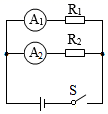 A₁ R₁
A₂ R₂
S